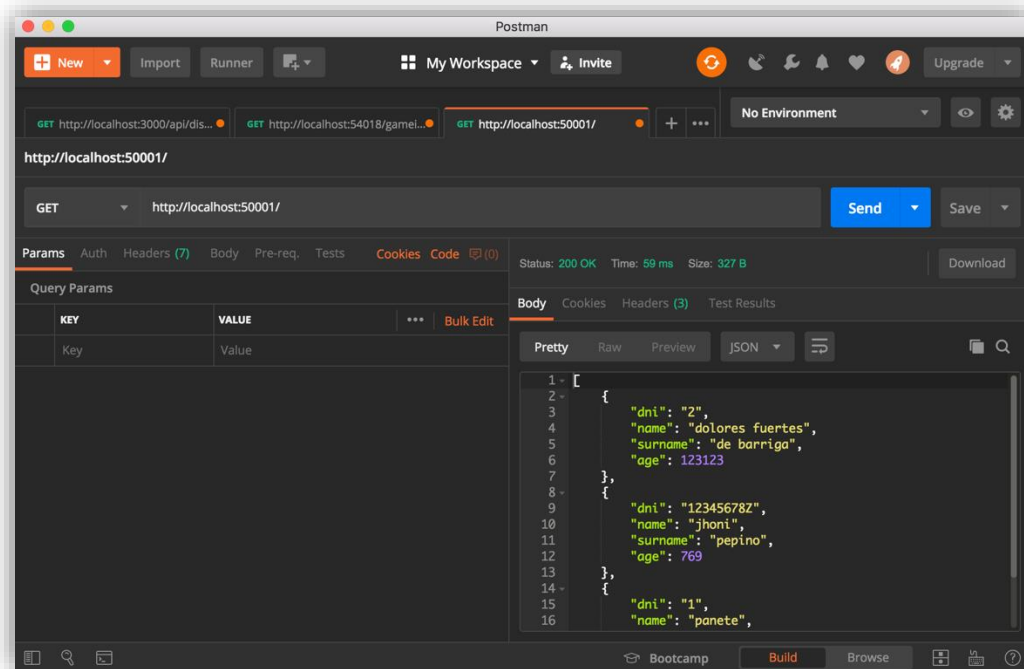 Postman
New Import Runner My Workspace Invite Upgrade
GET http://localhost:3000/api/dis... GET http://localhost:54018/gamei... GET http://localhost:50001/ + ••• No Environment
http://localhost:50001/
GET http://localhost:50001/ Send Save
Params Auth Headers (7) Body Pre-req. Tests Cookies Code (0)
Status: 200 OK Time: 59 ms Size: 327 B Download
Query Params
Body Cookies Headers (3) Test Results
KEY VALUE ••• Bulk Edit
Key Value
Pretty Raw Preview JSON
1 [
2 {
3 "dni": "2",
4 "name": "dolores fuertes",
5 "surname": "de barriga",
6 "age": 123123
7 },
8 {
9 "dni": "12345678Z",
10 "name": "jhoni",
11 "surname": "pepino",
12 "age": 769
13 },
14 {
15 "dni": "1",
16 "name": "panete",
Bootcamp Build Browse ?